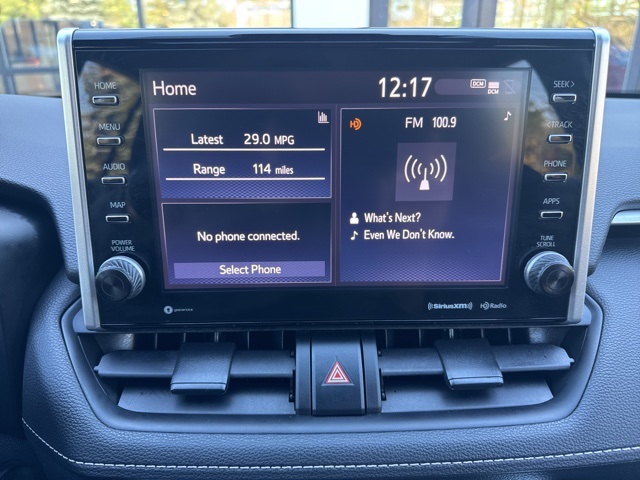 Home 12:17 DCM
DCM
HOME
MENU
AUDIO
MAP
POWER
VOLUME
Latest 29.0 MPG
Range 114 miles
No phone connected.
Select Phone
FM 100.9
What's Next?
Even We Don't Know.
SEEK >
< TRACK
PHONE
APPS
TUNE
SCROLL
gracenote
((SiriusXM))
HD Radio